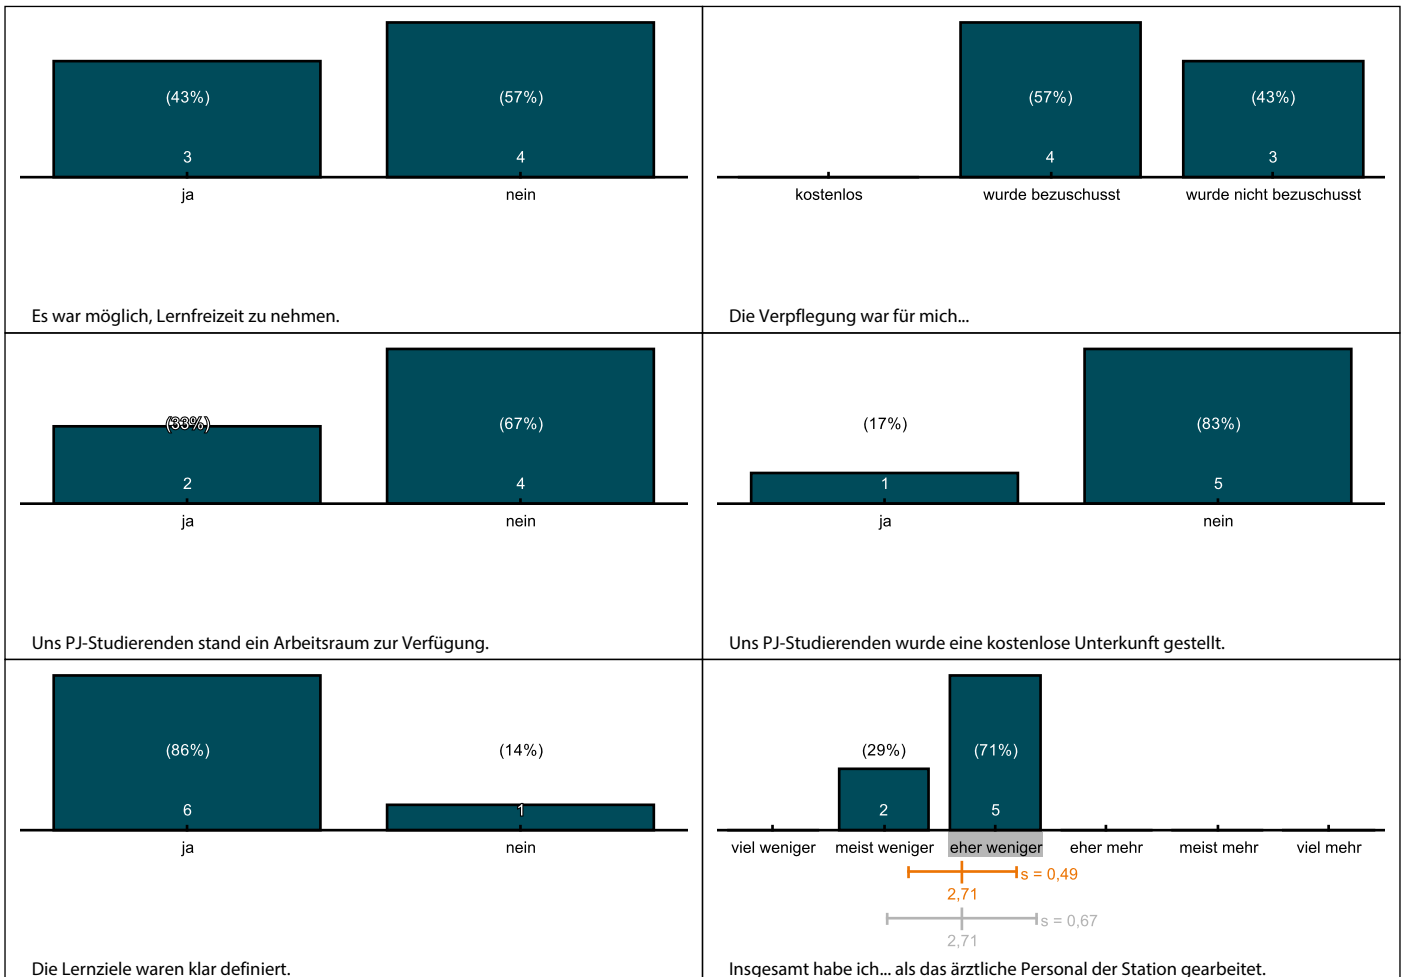 (43%)
(57%)
3
4
ja
nein
Es war möglich, Lernfreizeit zu nehmen.
(57%)
(43%)
4
3
kostenlos
wurde bezuschusst
wurde nicht bezuschusst
Die Verpflegung war für mich...
(33%)
(67%)
2
4
ja
nein
Uns PJ-Studierenden stand ein Arbeitsraum zur Verfügung.
(17%)
(83%)
1
5
ja
nein
Uns PJ-Studierenden wurde eine kostenlose Unterkunft gestellt.
(86%)
(14%)
6
1
ja
nein
Die Lernziele waren klar definiert.
(29%)
(71%)
2
5
viel weniger
meist weniger
eher weniger
eher mehr
meist mehr
viel mehr
s = 0,49
2,71
s = 0,67
2,71
Insgesamt habe ich... als das ärztliche Personal der Station gearbeitet.